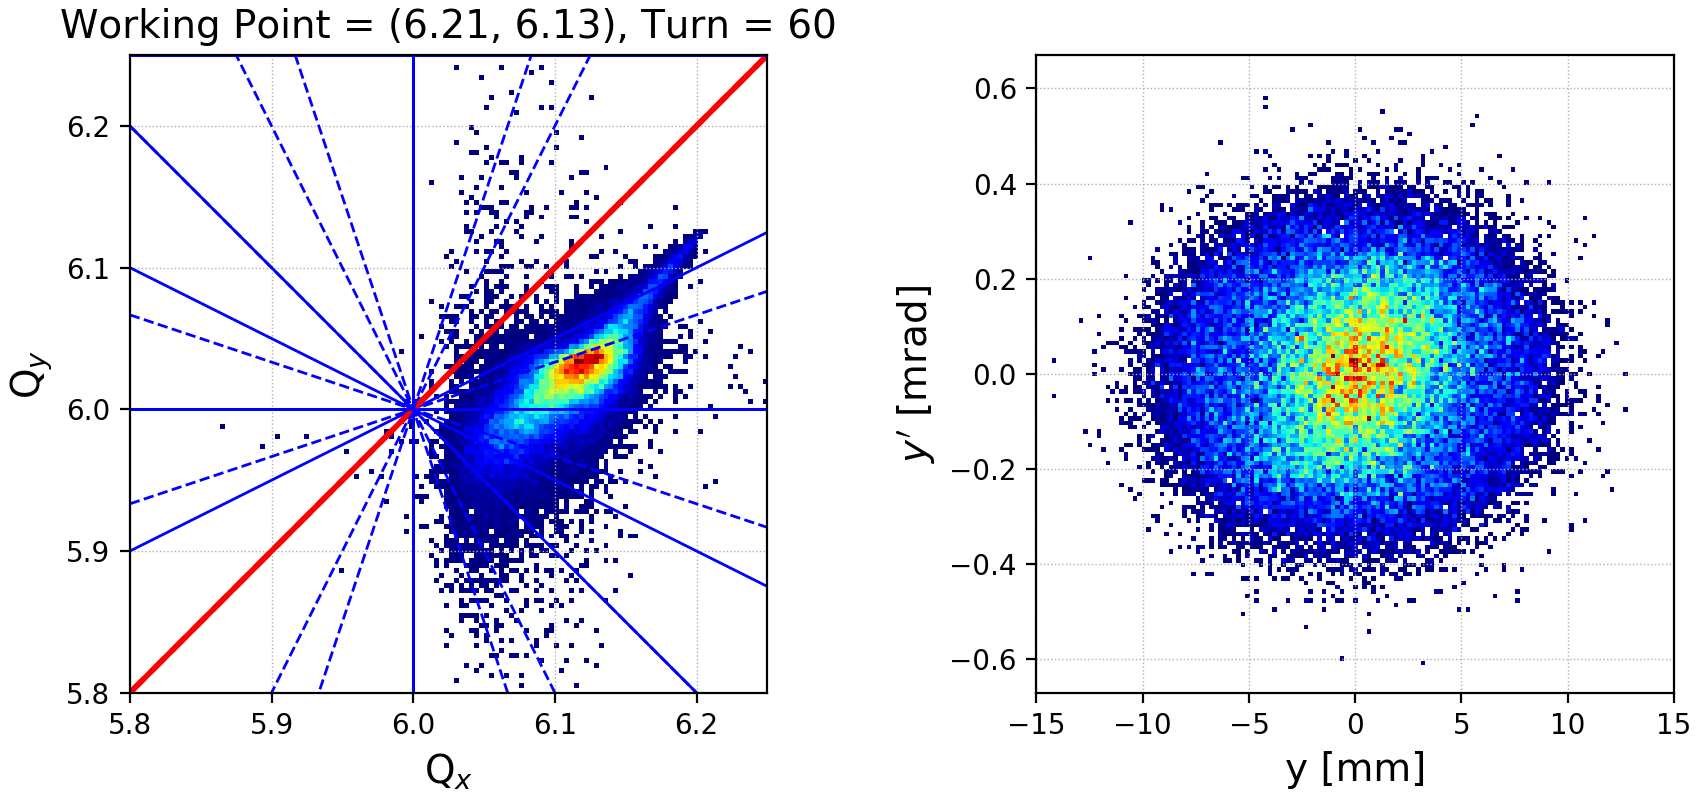 Working Point = (6.21, 6.13), Turn = 60
6.2
6.1
6.0
5.9
5.8
Q_y
5.8 5.9 6.0 6.1 6.2
Q_x
0.6
0.4
0.2
0.0
−0.2
−0.4
−0.6
y′ [mrad]
−15 −10 −5 0 5 10 15
y [mm]